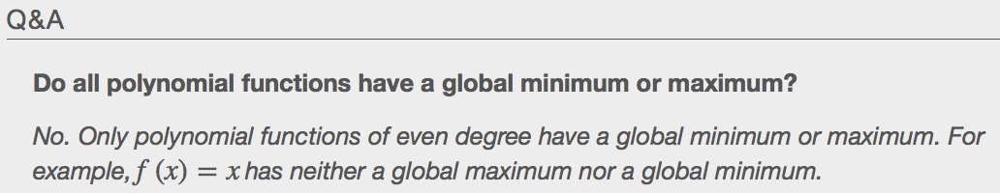 Q&A
Do all polynomial functions have a global minimum or maximum?
No. Only polynomial functions of even degree have a global minimum or maximum. For
example, f (x) = x has neither a global maximum nor a global minimum.